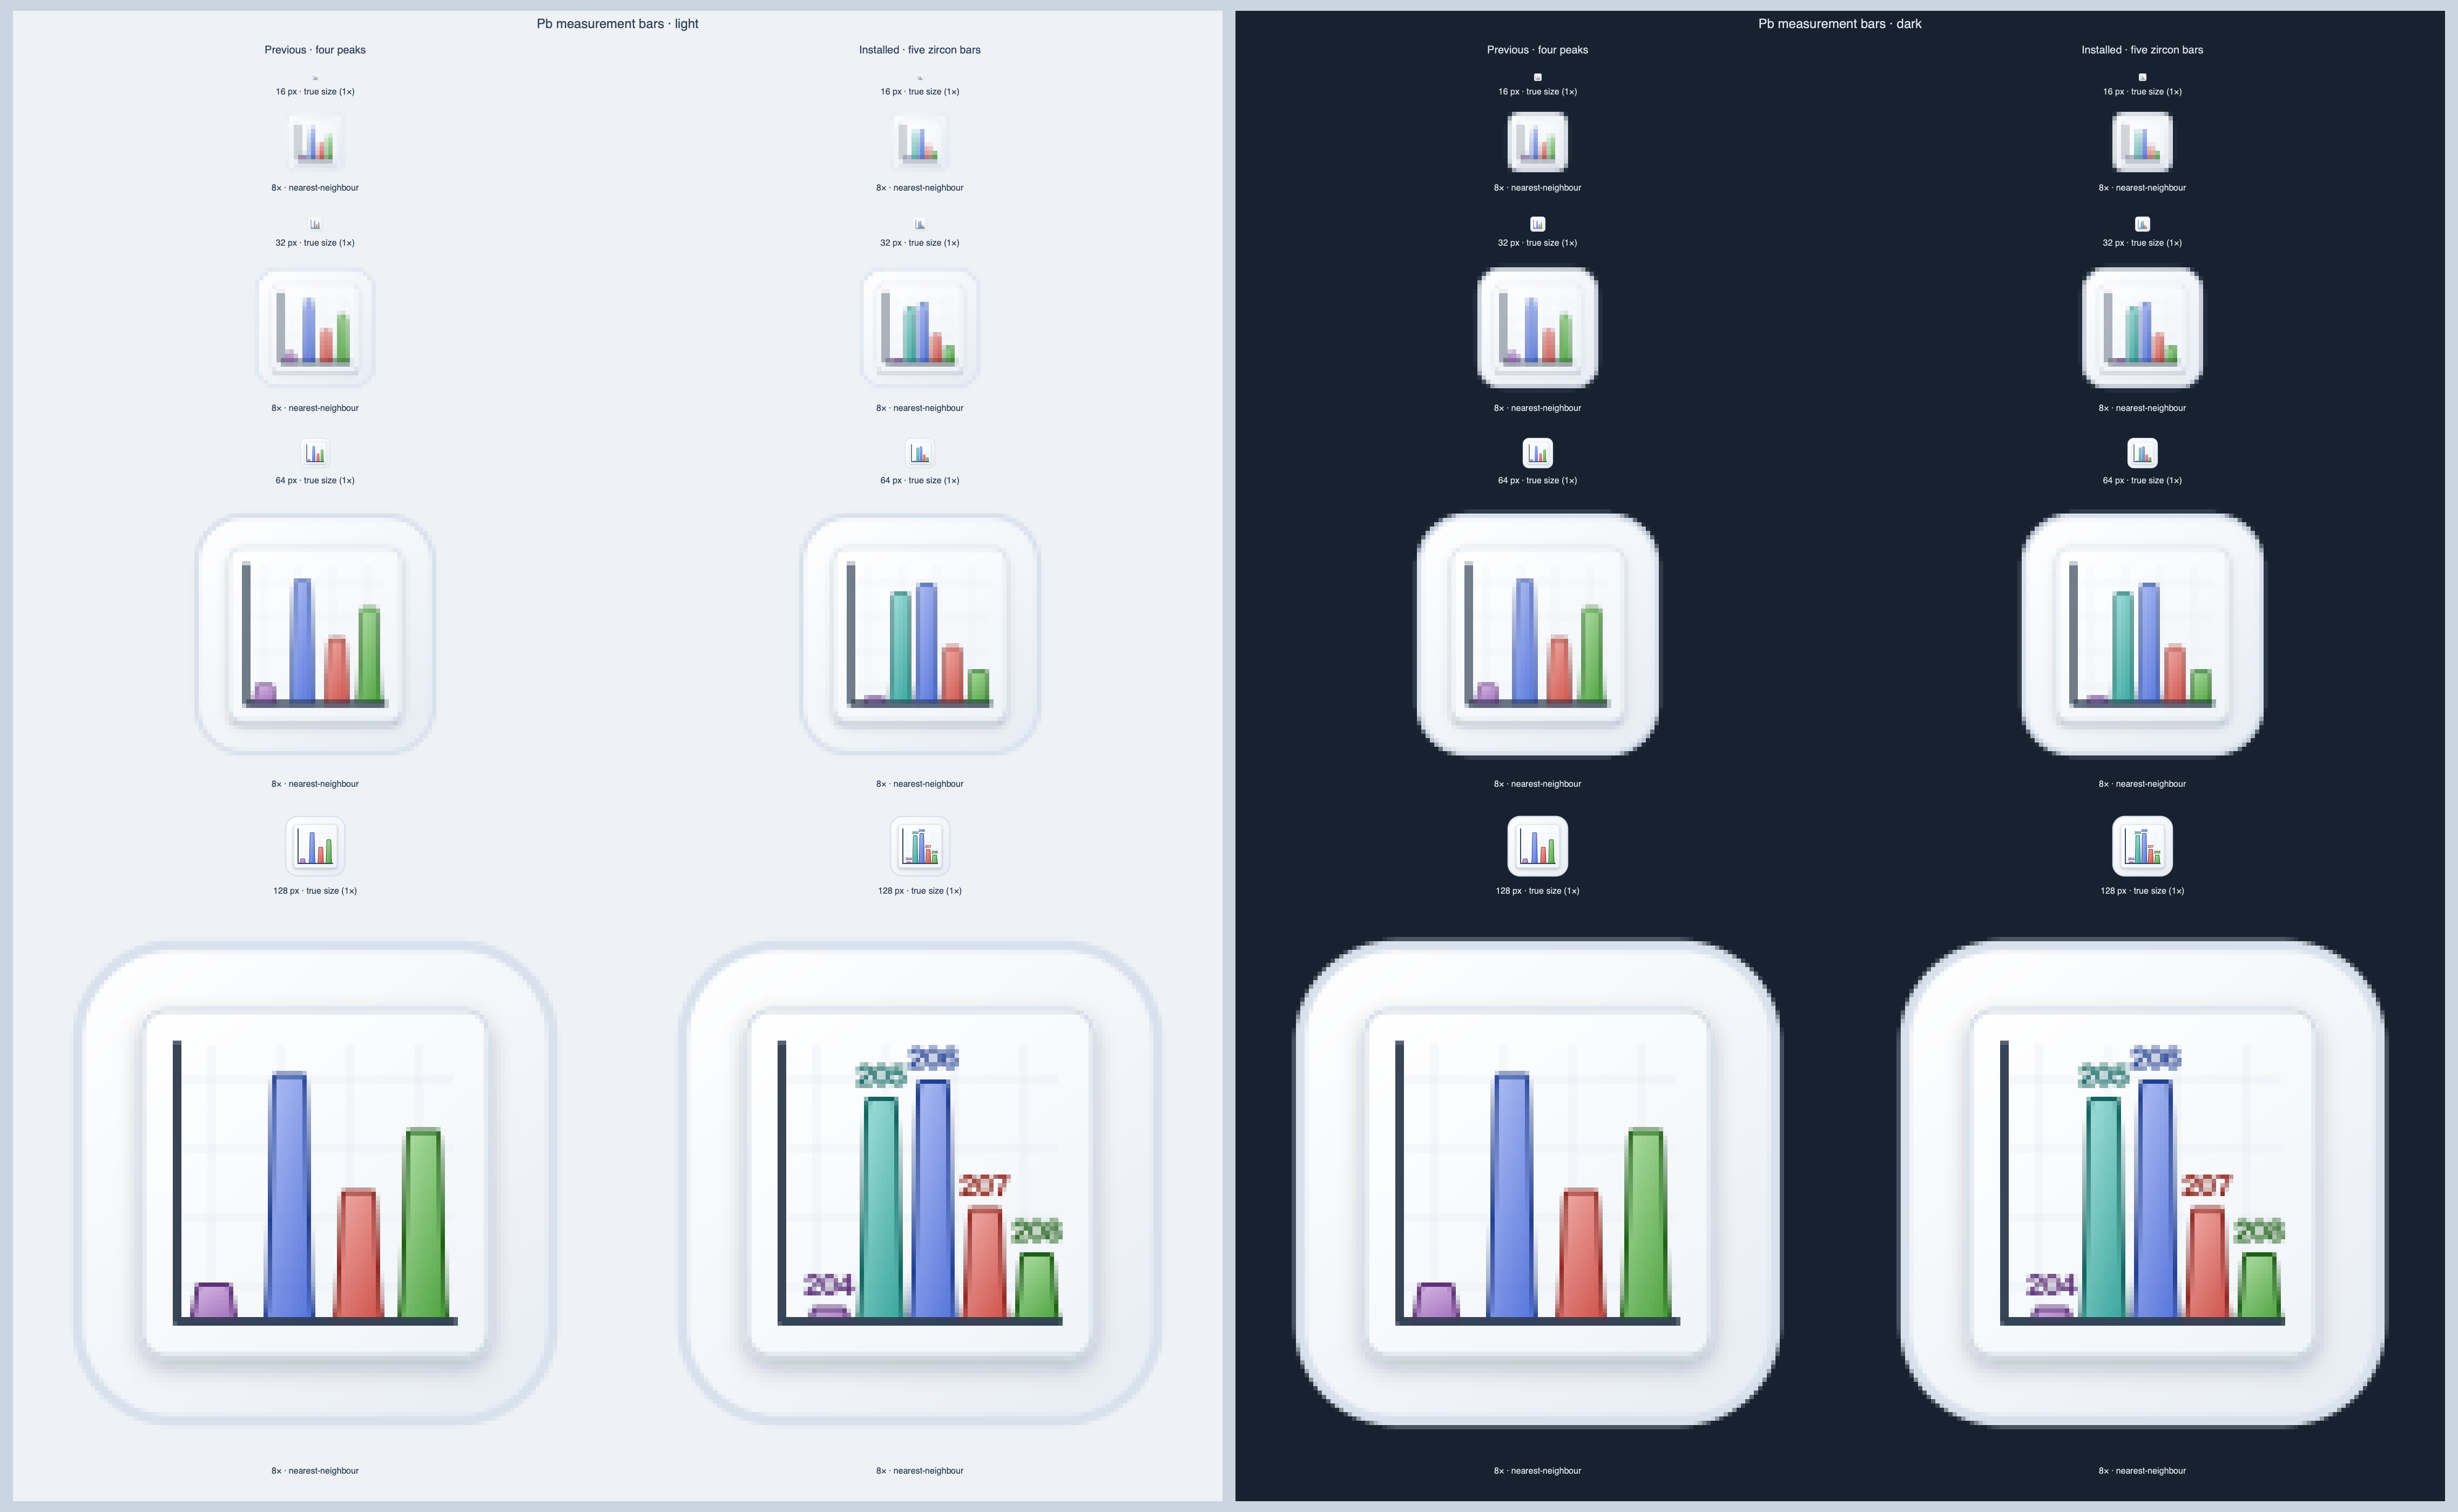 Pb measurement bars · light
Previous · four peaks
Installed · five zircon bars
16 px · true size (1×)
16 px · true size (1×)
8× · nearest-neighbour
8× · nearest-neighbour
32 px · true size (1×)
32 px · true size (1×)
8× · nearest-neighbour
8× · nearest-neighbour
64 px · true size (1×)
64 px · true size (1×)
8× · nearest-neighbour
8× · nearest-neighbour
128 px · true size (1×)
128 px · true size (1×)
207
204
8× · nearest-neighbour
8× · nearest-neighbour
Pb measurement bars · dark
Previous · four peaks
Installed · five zircon bars
16 px · true size (1×)
16 px · true size (1×)
8× · nearest-neighbour
8× · nearest-neighbour
32 px · true size (1×)
32 px · true size (1×)
8× · nearest-neighbour
8× · nearest-neighbour
64 px · true size (1×)
64 px · true size (1×)
8× · nearest-neighbour
8× · nearest-neighbour
128 px · true size (1×)
128 px · true size (1×)
207
204
8× · nearest-neighbour
8× · nearest-neighbour